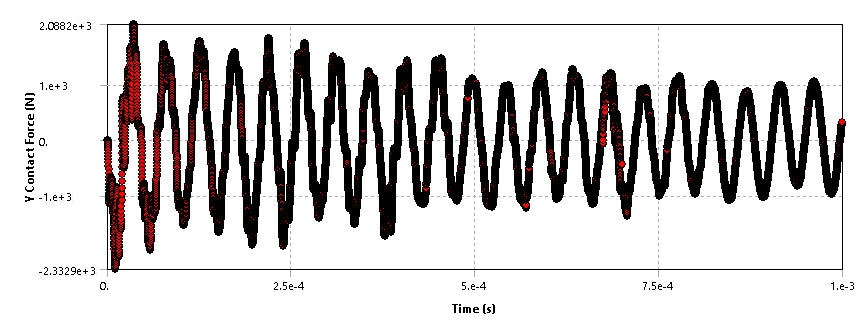 2.0882e+3
1.e+3
0.
-1.e+3
-2.3329e+3
Y Contact Force (N)
0.
2.5e-4
5.e-4
7.5e-4
1.e-3
Time (s)